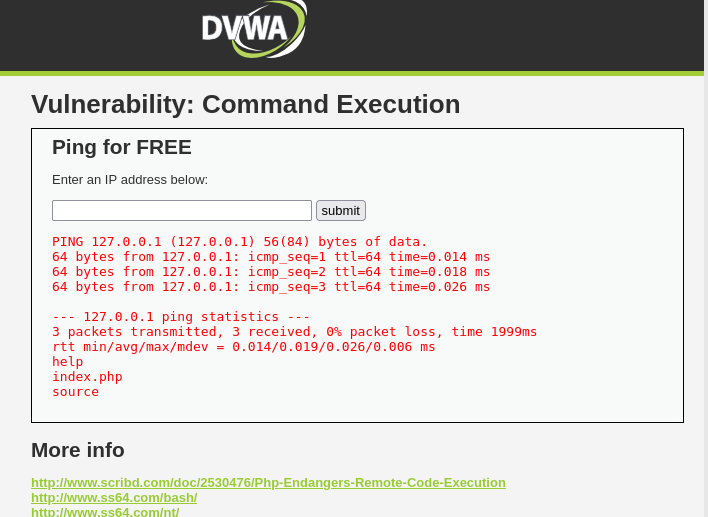 DVWA
Vulnerability: Command Execution
Ping for FREE
Enter an IP address below:
submit
PING 127.0.0.1 (127.0.0.1) 56(84) bytes of data.
64 bytes from 127.0.0.1: icmp_seq=1 ttl=64 time=0.014 ms
64 bytes from 127.0.0.1: icmp_seq=2 ttl=64 time=0.018 ms
64 bytes from 127.0.0.1: icmp_seq=3 ttl=64 time=0.026 ms
--- 127.0.0.1 ping statistics ---
3 packets transmitted, 3 received, 0% packet loss, time 1999ms
rtt min/avg/max/mdev = 0.014/0.019/0.026/0.006 ms
help
index.php
source
More info
http://www.scribd.com/doc/2530476/Php-Endangers-Remote-Code-Execution
http://www.ss64.com/bash/
http://www.ss64.com/nt/